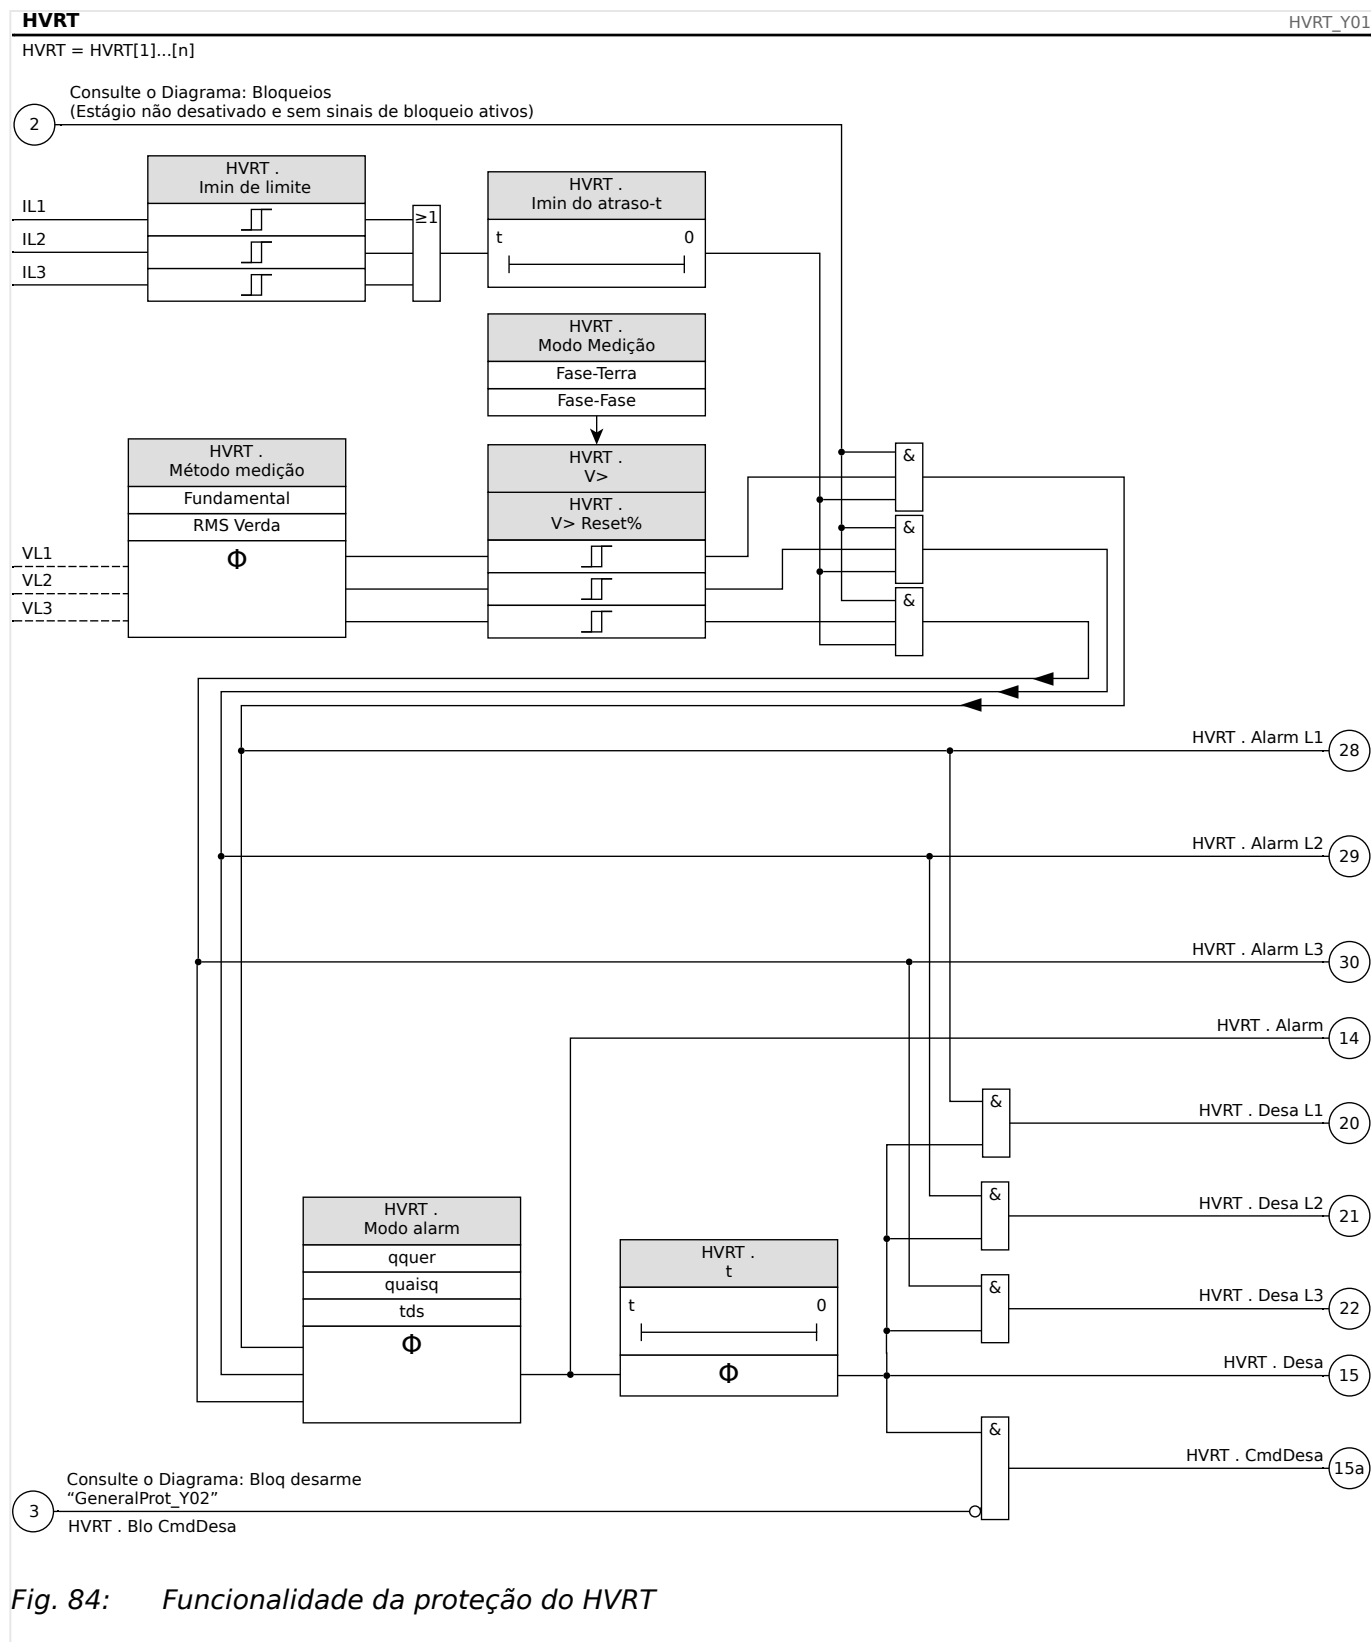 HVRT
HVRT_Y01
HVRT = HVRT[1]...[n]
Consulte o Diagrama: Bloqueios
(Estágio não desativado e sem sinais de bloqueio ativos)
2
HVRT .
Imin de limite
IL1
IL2
IL3
≥1
HVRT .
Imin do atraso-t
t 0
HVRT .
Modo Medição
Fase-Terra
Fase-Fase
HVRT .
Método medição
Fundamental
RMS Verda
Φ
VL1
VL2
VL3
HVRT .
V>
HVRT .
V> Reset%
&
&
&
HVRT . Alarm L1
28
HVRT . Alarm L2
29
HVRT . Alarm L3
30
HVRT . Alarm
14
&
HVRT . Desa L1
20
&
HVRT . Desa L2
21
&
HVRT . Desa L3
22
HVRT .
Modo alarm
qquer
quaisq
tds
Φ
HVRT .
t
t 0
Φ
HVRT . Desa
15
&
HVRT . CmdDesa
15a
Consulte o Diagrama: Bloq desarme
“GeneralProt_Y02”
3
HVRT . Blo CmdDesa
Fig. 84: Funcionalidade da proteção do HVRT